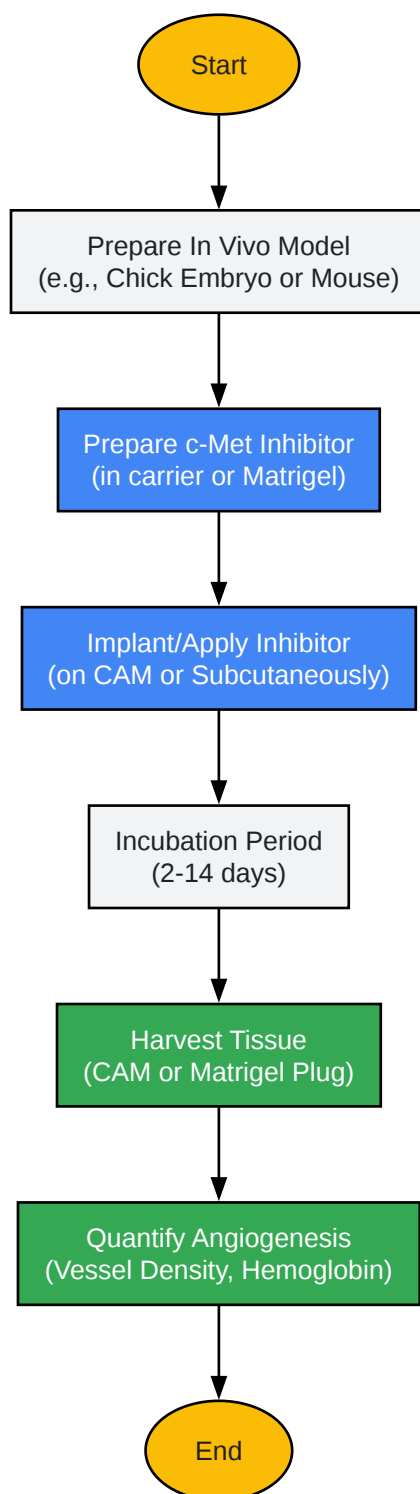 Start
Prepare In Vivo Model
(e.g., Chick Embryo or Mouse)
Prepare c-Met Inhibitor
(in carrier or Matrigel)
Implant/Apply Inhibitor
(on CAM or Subcutaneously)
Incubation Period
(2-14 days)
Harvest Tissue
(CAM or Matrigel Plug)
Quantify Angiogenesis
(Vessel Density, Hemoglobin)
End